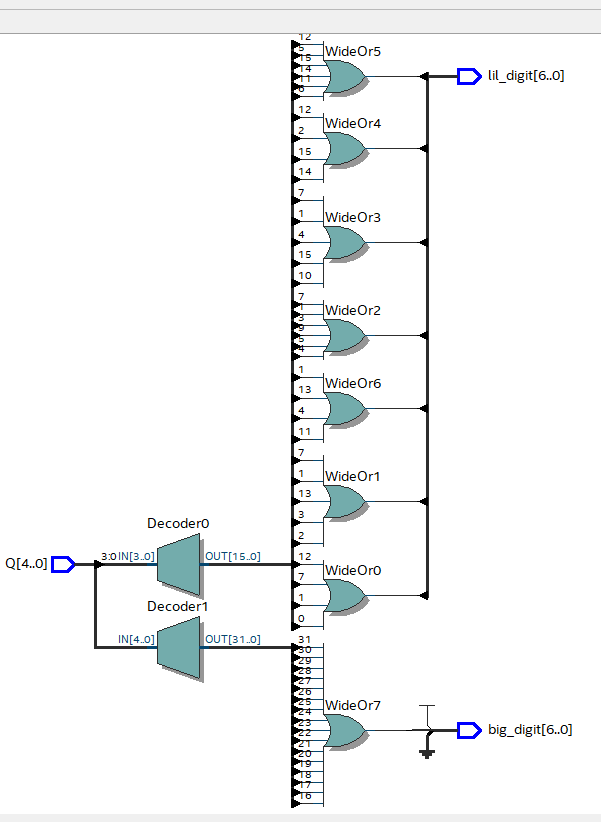 12
5
15
14
11
6
WideOr5
lil_digit[6..0]
12
2
15
14
WideOr4
7
1
4
15
10
WideOr3
7
1
3
9
5
4
WideOr2
1
13
4
11
WideOr6
7
1
13
3
2
WideOr1
Decoder0
Q[4..0]
3:0 IN[3..0]
OUT[15..0]
12
7
1
0
WideOr0
Decoder1
IN[4..0]
OUT[31..0]
31
30
29
28
27
26
25
24
23
22
21
20
19
18
17
16
WideOr7
big_digit[6..0]